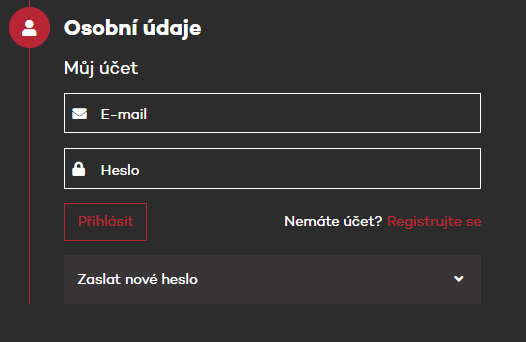 Osobní údaje
Můj účet
E-mail
Heslo
Přihlásit
Nemáte účet? Registrujte se
Zaslat nové heslo